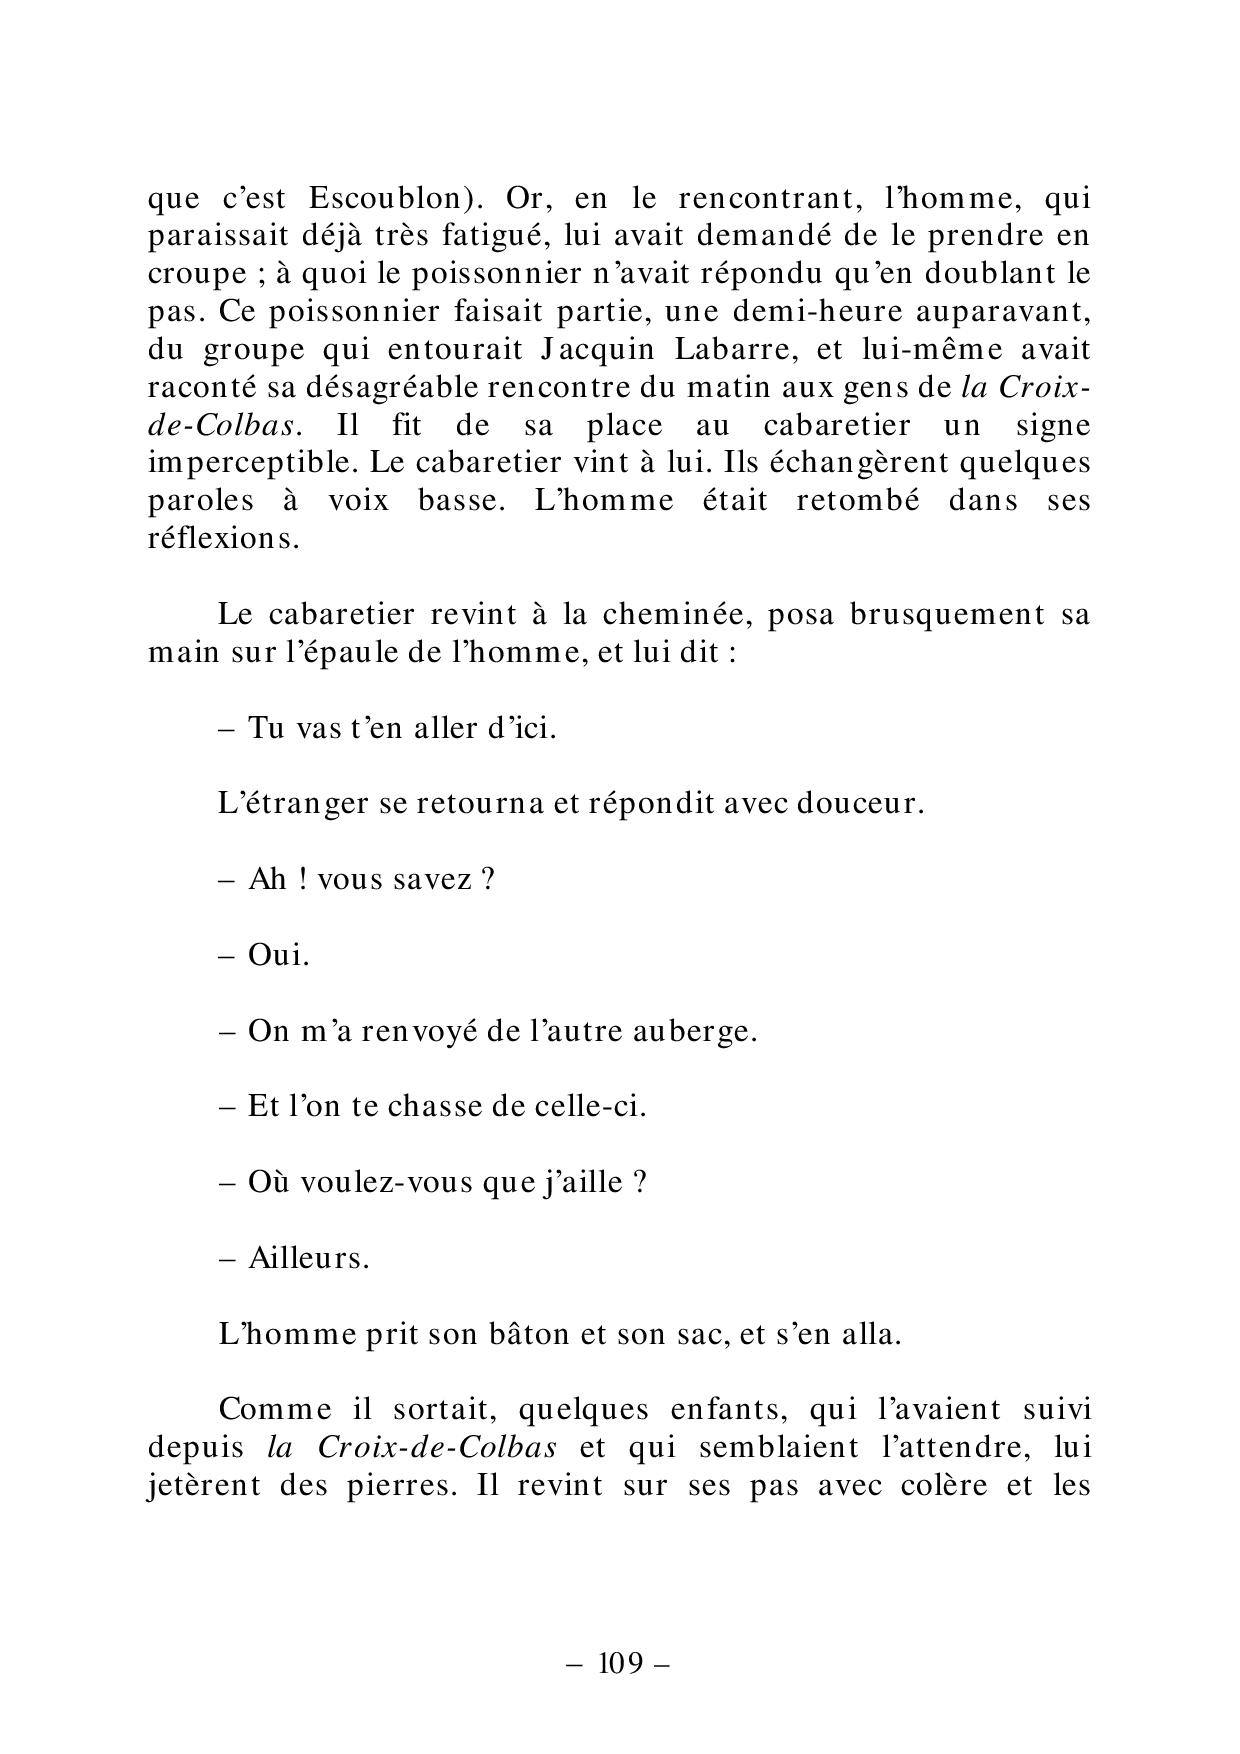 que c’est Escoublon). Or, en le rencontrant, l’homme, qui
paraissait déjà très fatigué, lui avait demandé de le prendre en
croupe ; à quoi le poissonnier n’avait répondu qu’en doublant le
pas. Ce poissonnier faisait partie, une demi-heure auparavant,
du groupe qui entourait Jacquin Labarre, et lui-même avait
raconté sa désagréable rencontre du matin aux gens de la Croix-
de-Colbas. Il fit de sa place au cabaretier un signe
imperceptible. Le cabaretier vint à lui. Ils échangèrent quelques
paroles à voix basse. L’homme était retombé dans ses
réflexions.
Le cabaretier revint à la cheminée, posa brusquement sa
main sur l’épaule de l’homme, et lui dit :
– Tu vas t’en aller d’ici.
L’étranger se retourna et répondit avec douceur.
– Ah ! vous savez ?
– Oui.
– On m’a renvoyé de l’autre auberge.
– Et l’on te chasse de celle-ci.
– Où voulez-vous que j’aille ?
– Ailleurs.
L’homme prit son bâton et son sac, et s’en alla.
Comme il sortait, quelques enfants, qui l’avaient suivi
depuis la Croix-de-Colbas et qui semblaient l’attendre, lui
jetèrent des pierres. Il revint sur ses pas avec colère et les
– 109 –